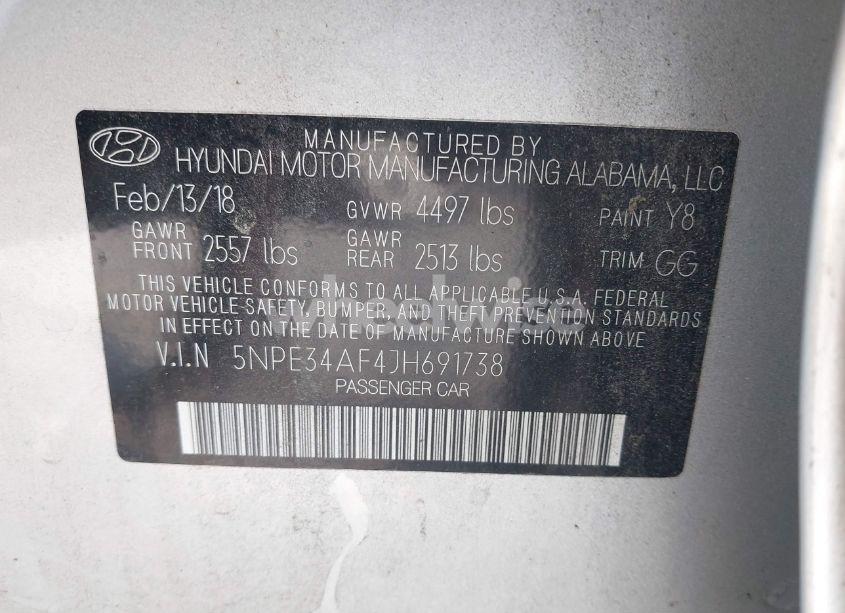 MANUFACTURED BY
HYUNDAI MOTOR MANUFACTURING ALABAMA, LLC
Feb/13/18 GVWR 4497 lbs PAINT Y8
GAWR FRONT 2557 lbs GAWR REAR 2513 lbs TRIM GG
THIS VEHICLE CONFORMS TO ALL APPLICABLE U.S.A. FEDERAL
MOTOR VEHICLE SAFETY, BUMPER, AND THEFT PREVENTION STANDARDS
IN EFFECT ON THE DATE OF MANUFACTURE SHOWN ABOVE
V.I.N 5NPE34AF4JH691738
PASSENGER CAR